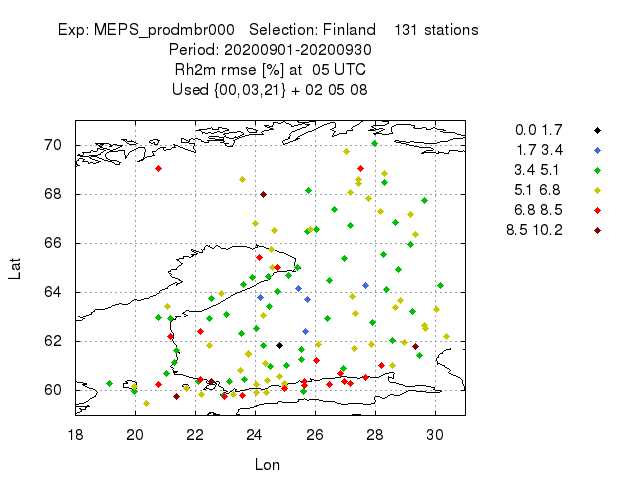 Exp: MEPS_prodmbr000 Selection: Finland 131 stations
Period: 20200901-20200930
Rh2m rmse [%] at 05 UTC
Used {00,03,21} + 02 05 08
0.0 1.7
1.7 3.4
3.4 5.1
5.1 6.8
6.8 8.5
8.5 10.2
Lat
70
68
66
64
62
60
18 20 22 24 26 28 30
Lon